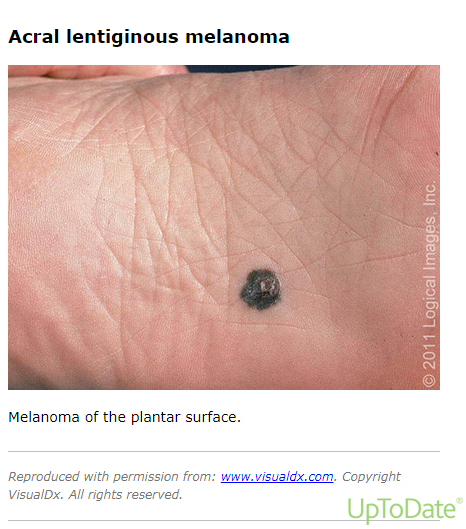 Acral lentiginous melanoma
© 2011 Logical Images, Inc.
Melanoma of the plantar surface.
Reproduced with permission from: www.visualdx.com. Copyright
VisualDx. All rights reserved.
UpToDate®